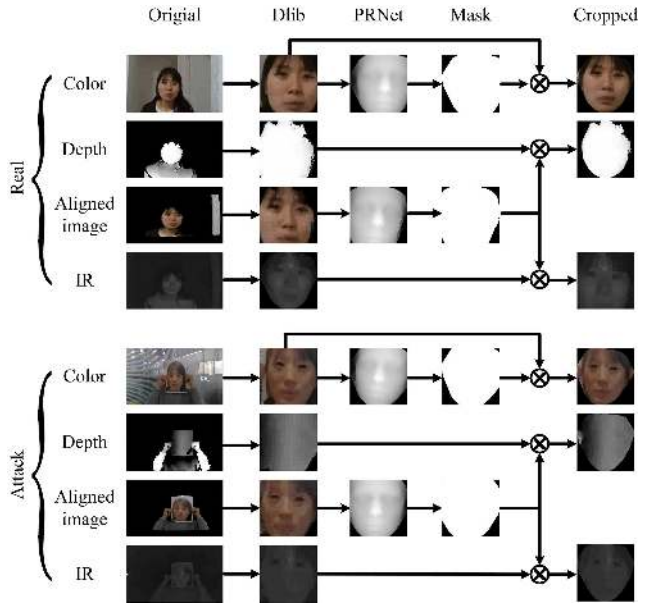 Origial Dlib PRNet Mask Cropped
Real
Color
Depth
Aligned
image
IR
Attack
Color
Depth
Aligned
image
IR